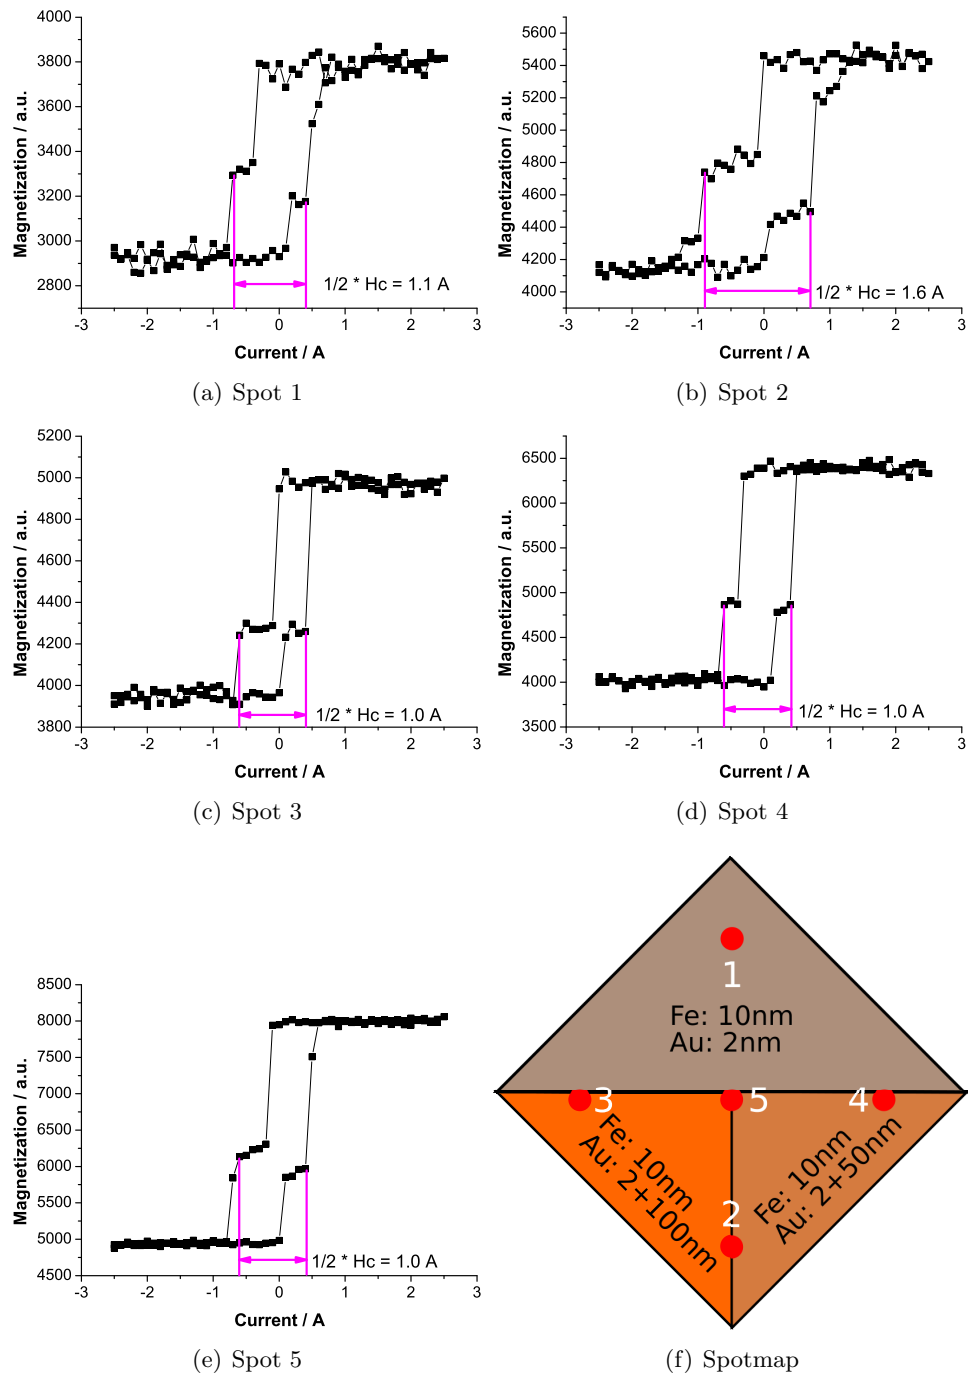 4000
3800
3600
3400
3200
3000
2800
Magnetization / a.u.
1/2 * Hc = 1.1 A
-3 -2 -1 0 1 2 3
Current / A
(a) Spot 1
5600
5400
5200
5000
4800
4600
4400
4200
4000
Magnetization / a.u.
1/2 * Hc = 1.6 A
-3 -2 -1 0 1 2 3
Current / A
(b) Spot 2
5200
5000
4800
4600
4400
4200
4000
3800
Magnetization / a.u.
1/2 * Hc = 1.0 A
-3 -2 -1 0 1 2 3
Current / A
(c) Spot 3
6500
6000
5500
5000
4500
4000
3500
Magnetization / a.u.
1/2 * Hc = 1.0 A
-3 -2 -1 0 1 2 3
Current / A
(d) Spot 4
8500
8000
7500
7000
6500
6000
5500
5000
4500
Magnetization / a.u.
1/2 * Hc = 1.0 A
-3 -2 -1 0 1 2 3
Current / A
(e) Spot 5
1
Fe: 10nm
Au: 2nm
3
5
4
Fe: 10nm
Au: 2+100nm
Fe: 10nm
Au: 2+50nm
2
(f) Spotmap